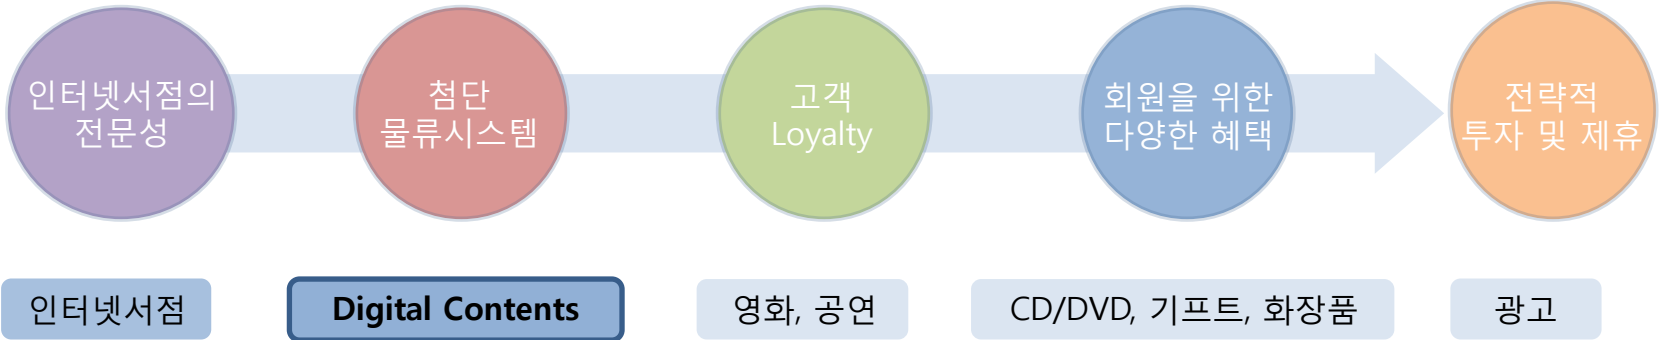 인터넷서점의
전문성
첨단
물류시스템
고객
Loyalty
회원을 위한
다양한 혜택
전략적
투자 및 제휴
인터넷서점
Digital Contents
영화, 공연
CD/DVD, 기프트, 화장품
광고